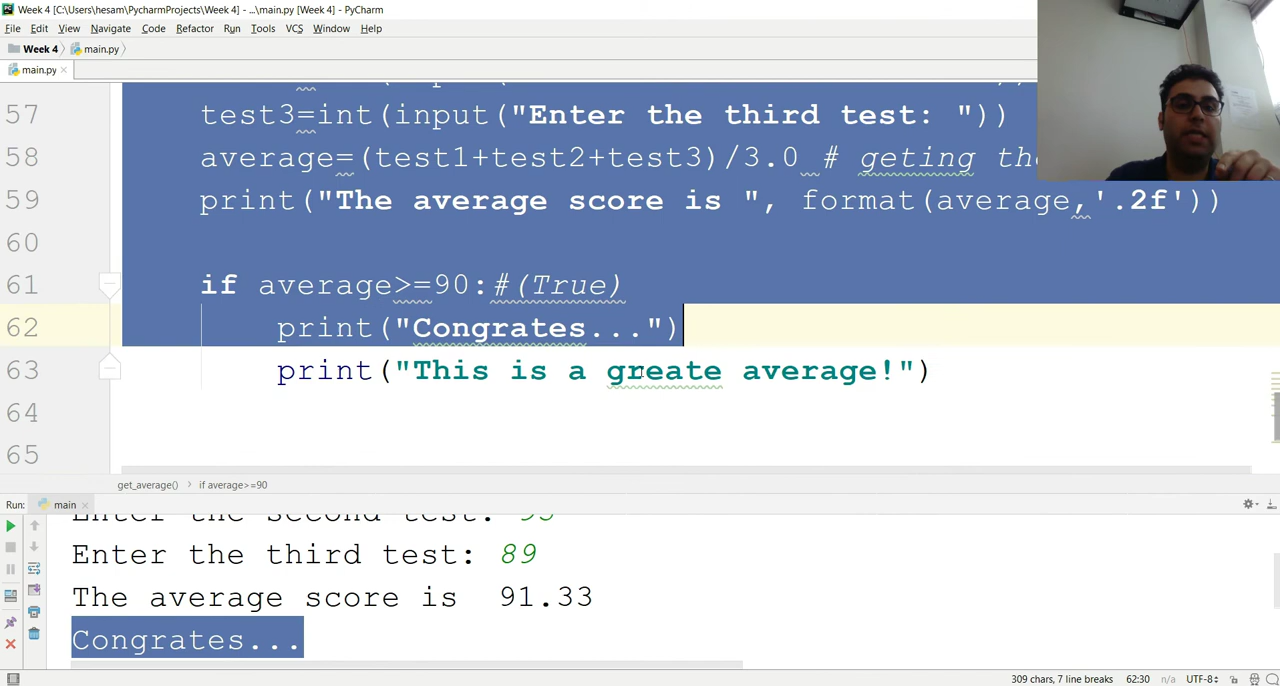 Week 4 [C:\Users\hesam\PycharmProjects\Week 4] - ...\main.py [Week 4] - PyCharm
File Edit View Navigate Code Refactor Run Tools VCS Window Help
Week 4 main.py
main.py
57 test3=int(input("Enter the third test: "))
58 average=(test1+test2+test3)/3.0 # geting
59 print("The average score is ", format(average,'.2f'))
60
61 if average>=90:#(True)
62 print("Congrates...")
63 print("This is a greate average!")
64
65
get_average() if average>=90
Run: main
Enter the second test:
Enter the third test: 89
The average score is 91.33
Congrates...
309 chars, 7 line breaks 62:30 n/a UTF-8